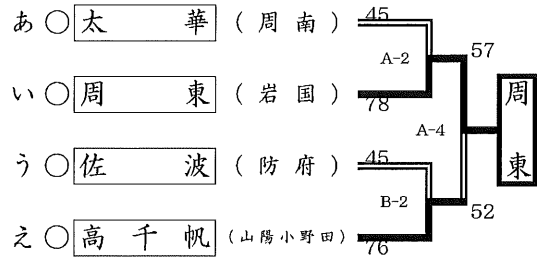 あ ○ 太 華 ( 周 南 ) 45
A-2 57
い ○ 周 東 ( 岩 国 ) 78
A-4 周東
う ○ 佐 波 ( 防 府 ) 45
B-2 52
え ○ 高 千 帆 ( 山 陽 小 野 田 ) 76